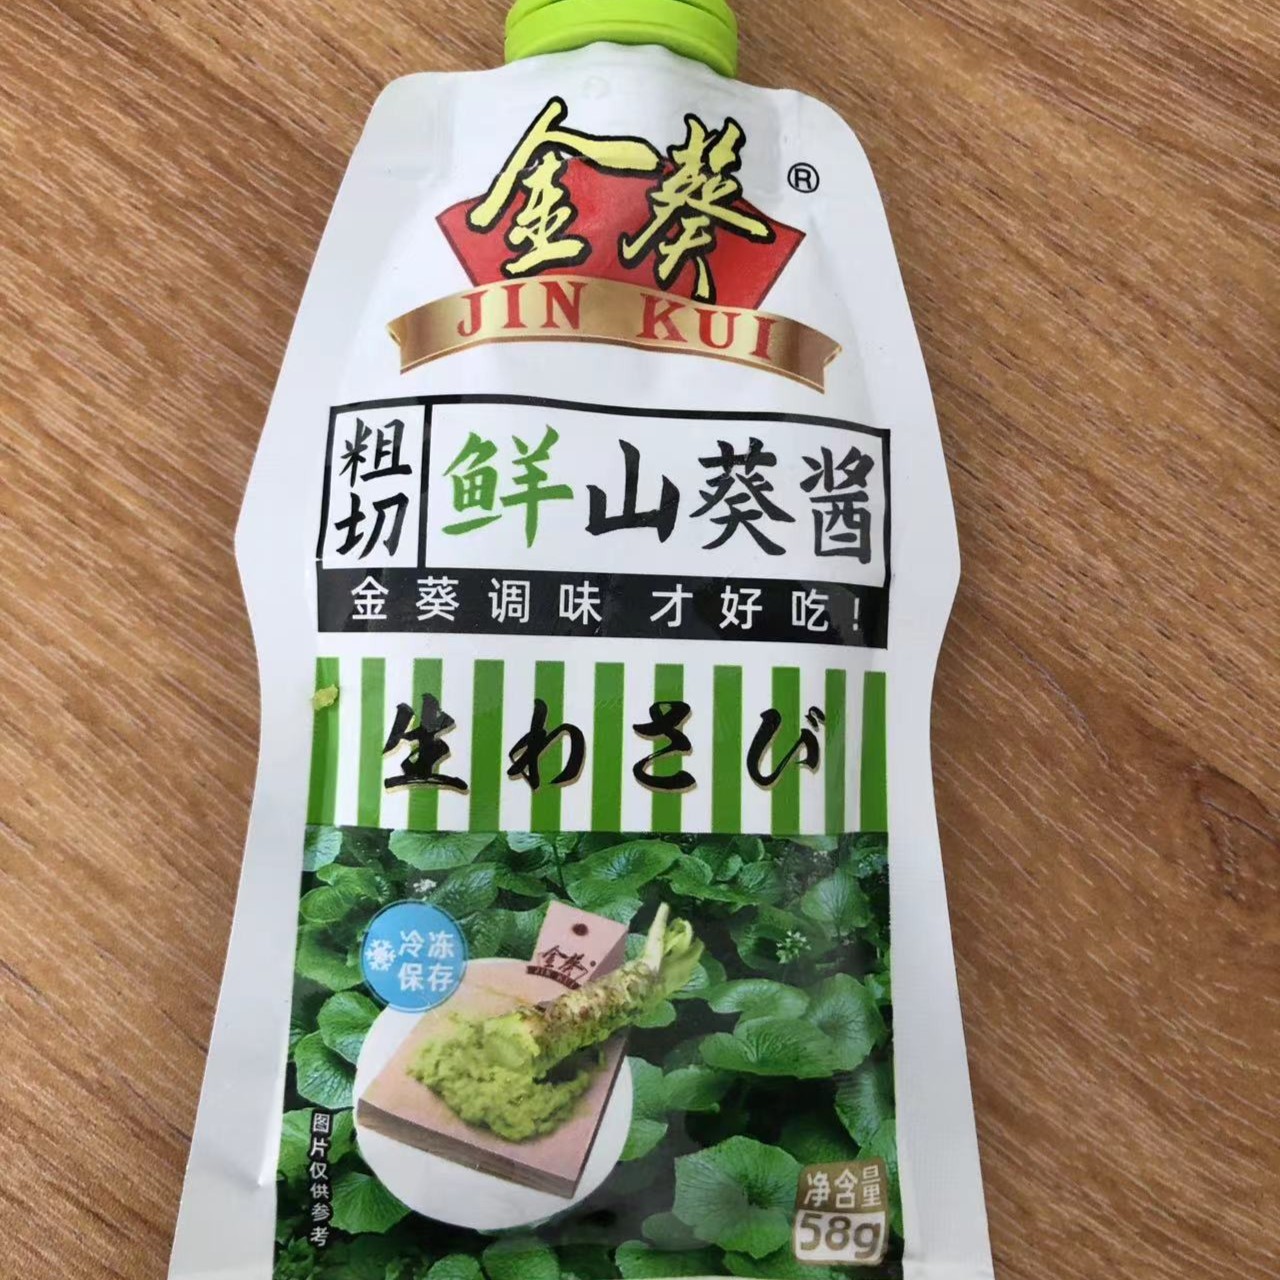 金葵®
JIN KUI
粗切
鲜山葵酱
金葵调味 才好吃!
生わさび
冷冻
保存
金葵
JIN KUI
图片仅供参考
净含量
58g